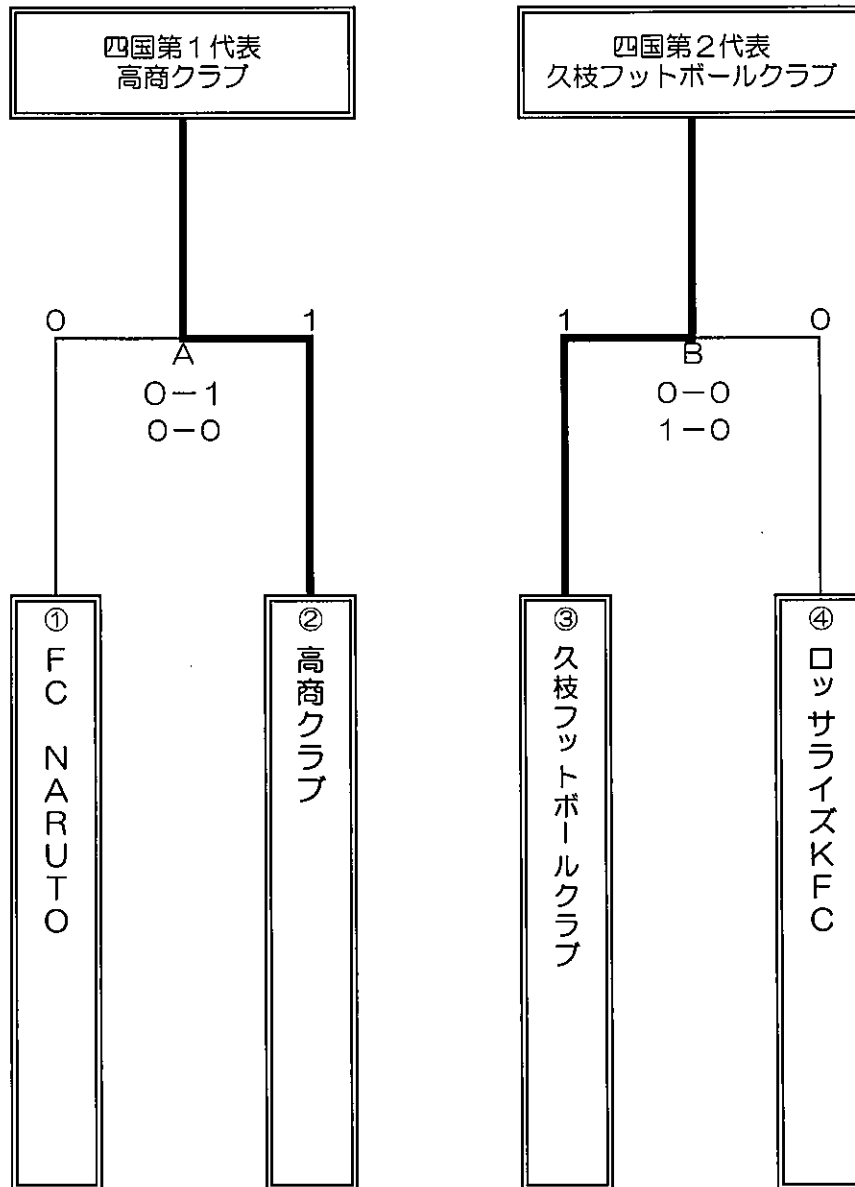 四国第1代表
高商クラブ
四国第2代表
久枝フットボールクラブ
0
1
A
0-1
0-0
1
0
B
0-0
1-0
①FC NARUTO
②高商クラブ
③久枝フットボールクラブ
④ロッサライズKFC